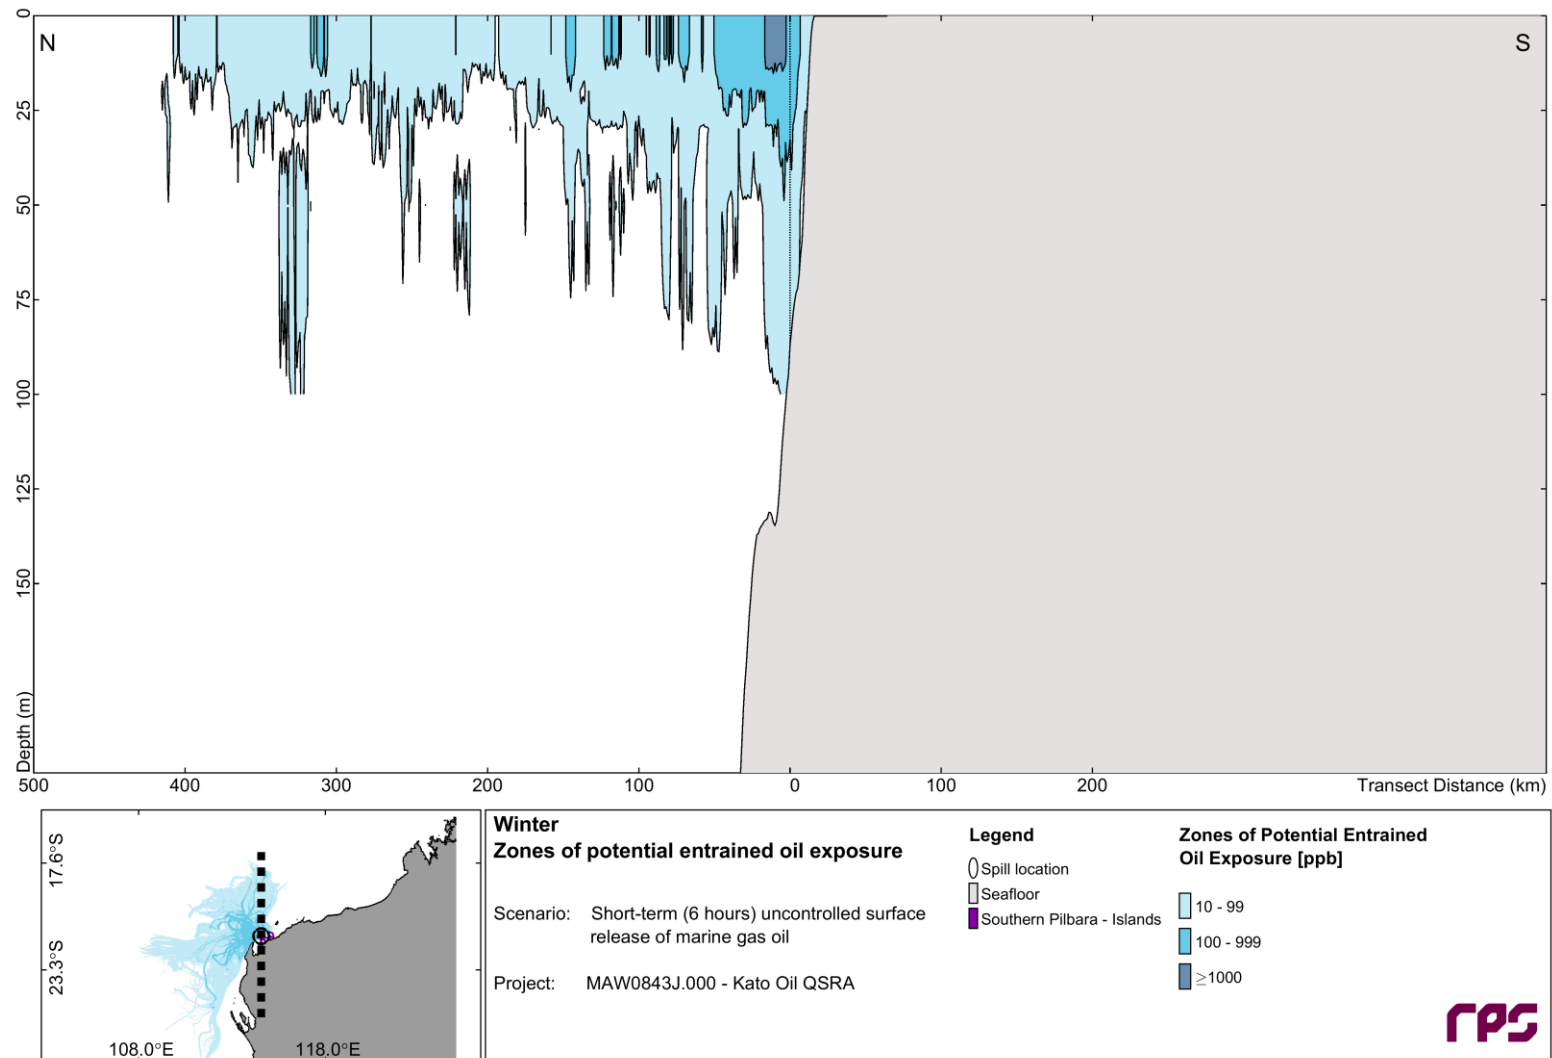 0
N
S
25
50
75
100
125
150
Depth (m)
500
400
300
200
100
0
100
200
Transect Distance (km)
17.6°S
23.3°S
108.0°E
118.0°E
Winter
Zones of potential entrained oil exposure
Scenario: Short-term (6 hours) uncontrolled surface
release of marine gas oil
Project: MAW0843J.000 - Kato Oil QSRA
Legend
Spill location
Seafloor
Southern Pilbara - Islands
Zones of Potential Entrained
Oil Exposure [ppb]
10 - 99
100 - 999
≥1000
rps